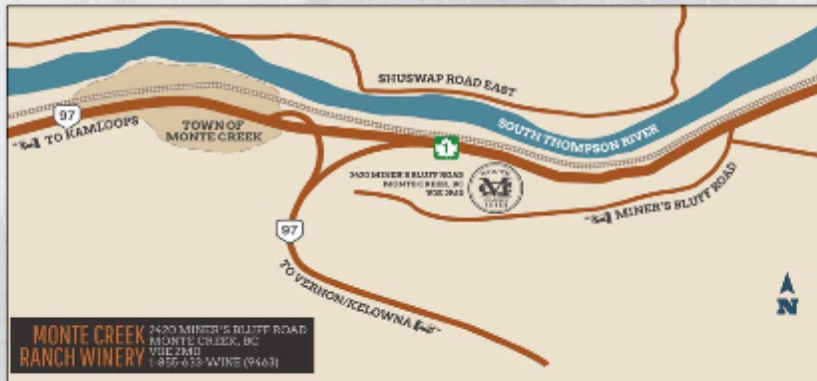 SHUSWAP ROAD EAST
97
TO KAMLOOPS
TOWN OF
MONTE CREEK
SOUTH THOMPSON RIVER
1
2420 MINER'S BLUFF ROAD
MONTE CREEK, BC
V0E 2M0
MINER'S BLUFF ROAD
97
TO VERNON/KELOWNA
N
MONTE CREEK
RANCH WINERY
2420 MINER'S BLUFF ROAD
MONTE CREEK, BC
V0E 2M0
1-855-633-WINE (9463)